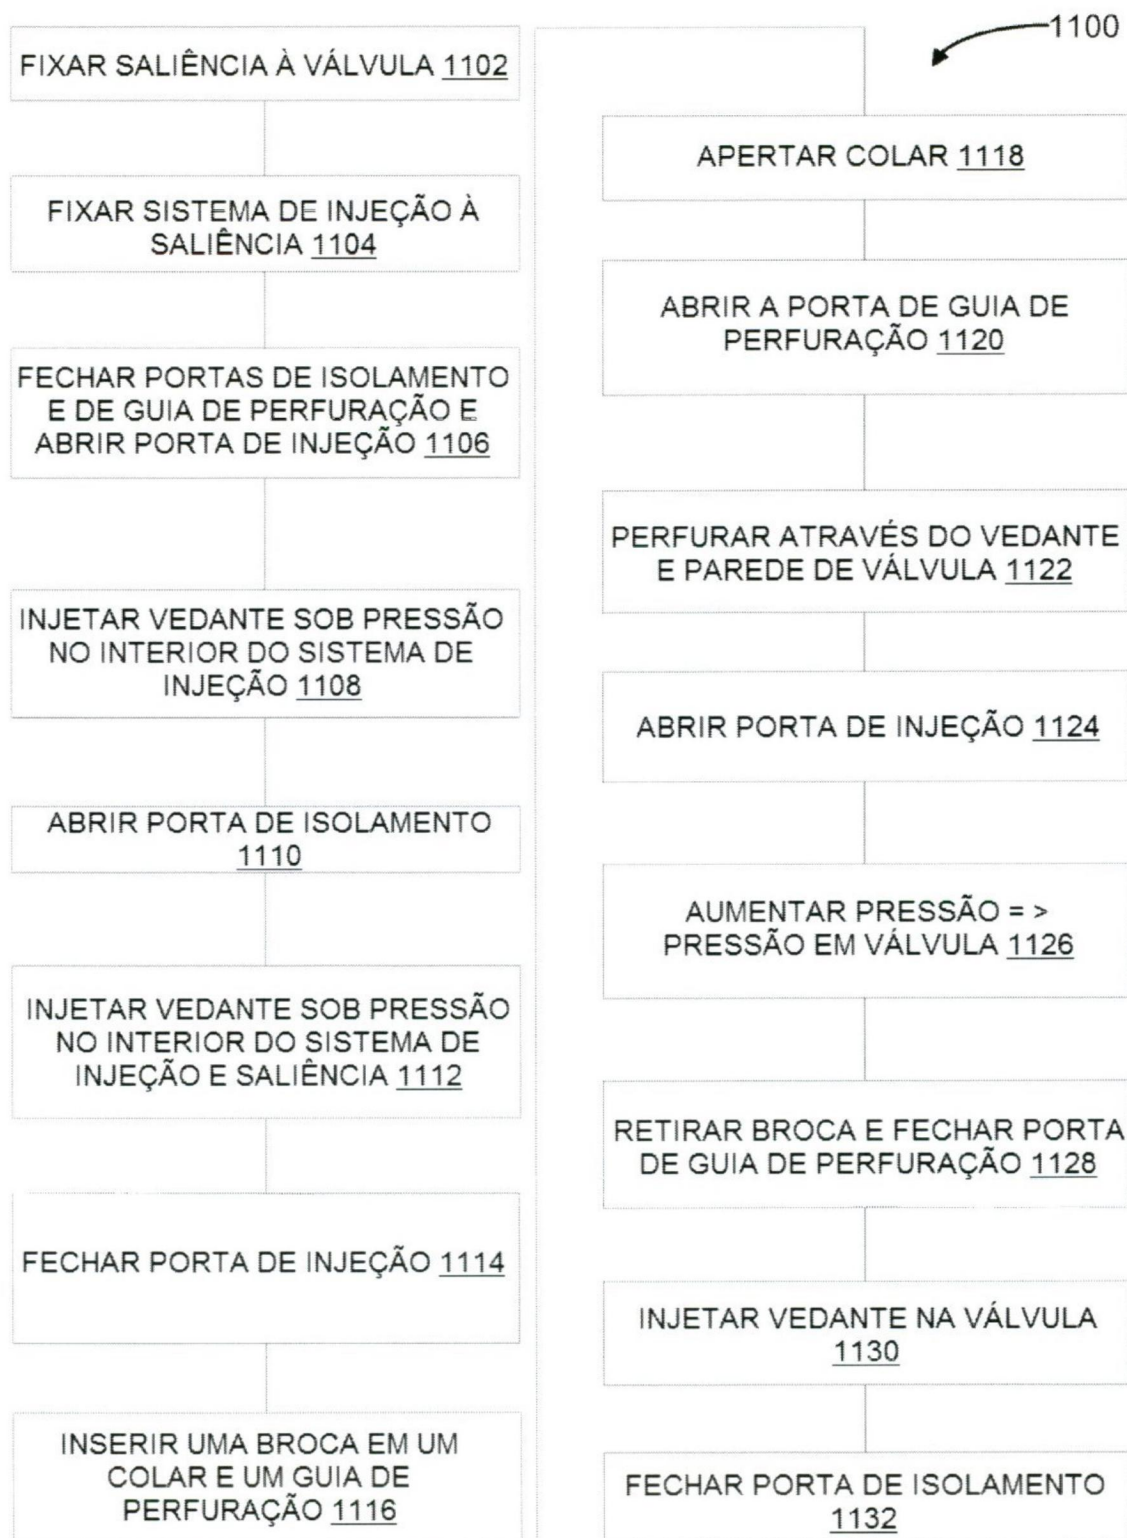 FIXAR SALIÊNCIA À VÁLVULA 1102
FIXAR SISTEMA DE INJEÇÃO À
SALIÊNCIA 1104
FECHAR PORTAS DE ISOLAMENTO
E DE GUIA DE PERFURAÇÃO E
ABRIR PORTA DE INJEÇÃO 1106
INJETAR VEDANTE SOB PRESSÃO
NO INTERIOR DO SISTEMA DE
INJEÇÃO 1108
ABRIR PORTA DE ISOLAMENTO
1110
INJETAR VEDANTE SOB PRESSÃO
NO INTERIOR DO SISTEMA DE
INJEÇÃO E SALIÊNCIA 1112
FECHAR PORTA DE INJEÇÃO 1114
INSERIR UMA BROCA EM UM
COLAR E UM GUIA DE
PERFURAÇÃO 1116
1100
APERTAR COLAR 1118
ABRIR A PORTA DE GUIA DE
PERFURAÇÃO 1120
PERFURAR ATRAVÉS DO VEDANTE
E PAREDE DE VÁLVULA 1122
ABRIR PORTA DE INJEÇÃO 1124
AUMENTAR PRESSÃO = >
PRESSÃO EM VÁLVULA 1126
RETIRAR BROCA E FECHAR PORTA
DE GUIA DE PERFURAÇÃO 1128
INJETAR VEDANTE NA VÁLVULA
1130
FECHAR PORTA DE ISOLAMENTO
1132